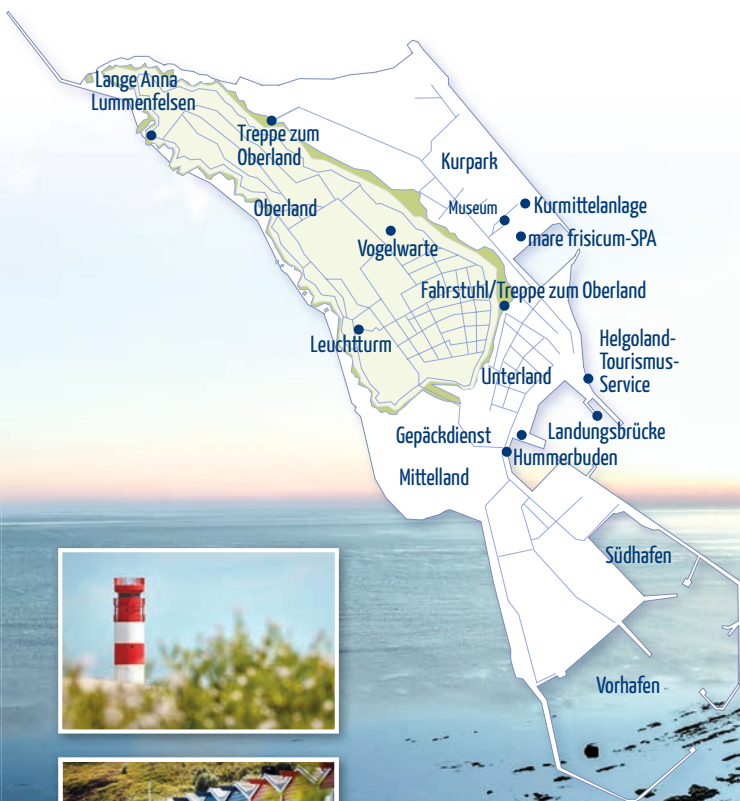 Lange Anna
Lummenfelsen
Treppe zum
Oberland
Kurpark
Oberland
Museum
Kurmittelanlage
mare frisicum-SPA
Vogelwarte
Fahrstuhl/Treppe zum Oberland
Leuchtturm
Helgoland-
Tourismus-
Service
Unterland
Gepäckdienst
Landungsbrücke
Hummerbuden
Mittelland
Südhafen
Vorhafen